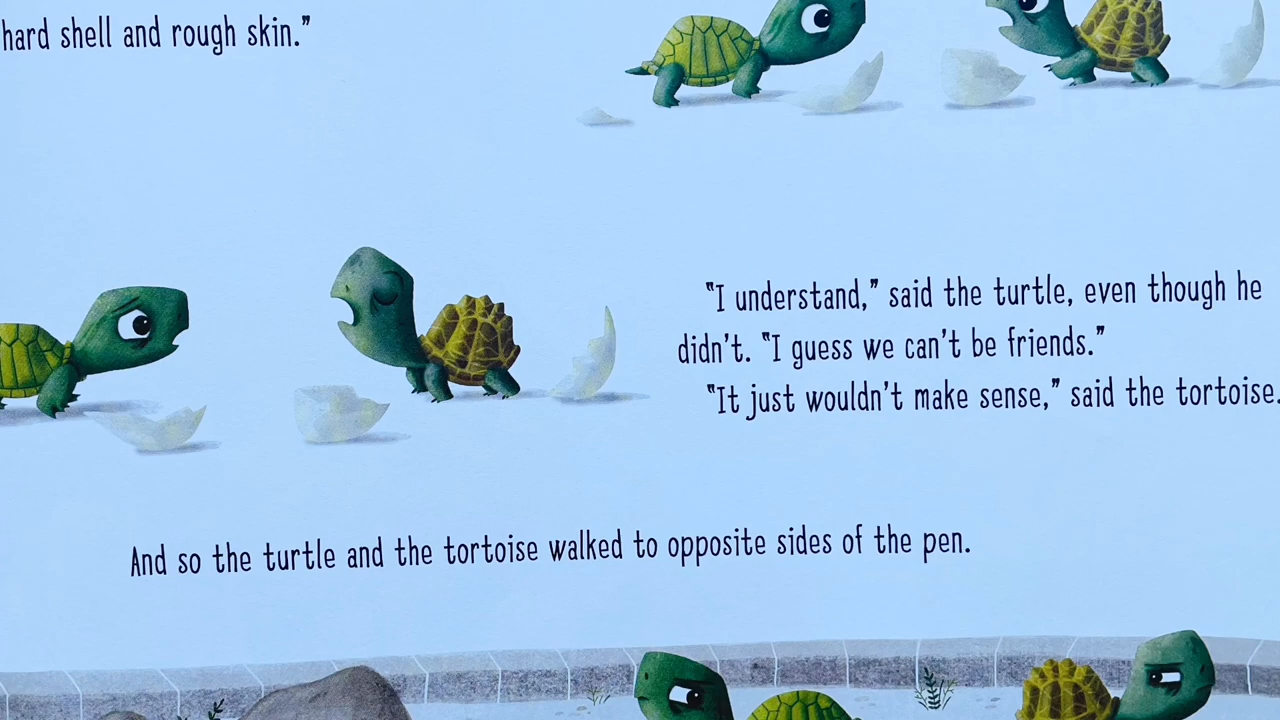 hard shell and rough skin.”
“I understand,” said the turtle, even though he
didn’t. “I guess we can’t be friends.”
“It just wouldn’t make sense,” said the tortoise.
And so the turtle and the tortoise walked to opposite sides of the pen.